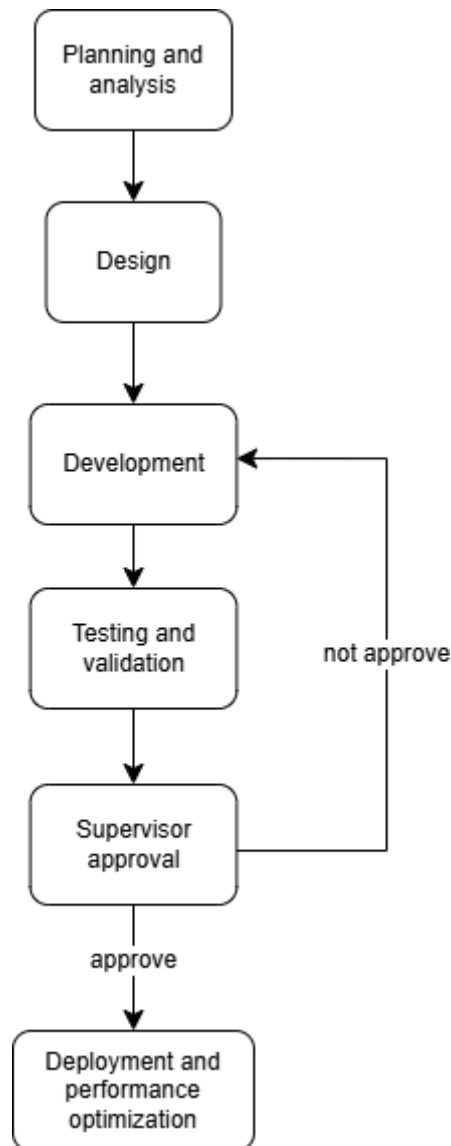 Planning and
analysis
Design
Development
Testing and
validation
not approve
Supervisor
approval
approve
Deployment and
performance
optimization